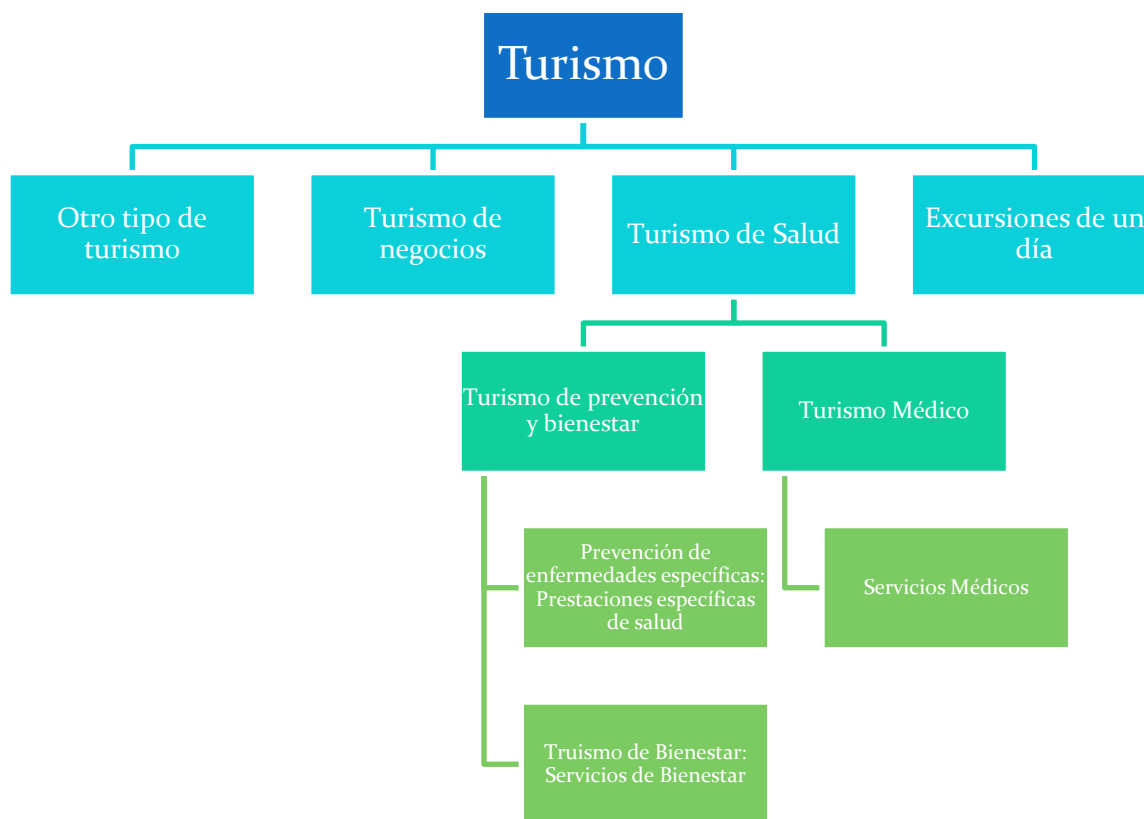 Turismo
Otro tipo de
turismo
Turismo de
negocios
Turismo de Salud
Excursiones de un
día
Turismo de prevención
y bienestar
Turismo Médico
Prevención de
enfermedades específicas:
Prestaciones específicas
de salud
Servicios Médicos
Truismo de Bienestar:
Servicios de Bienestar